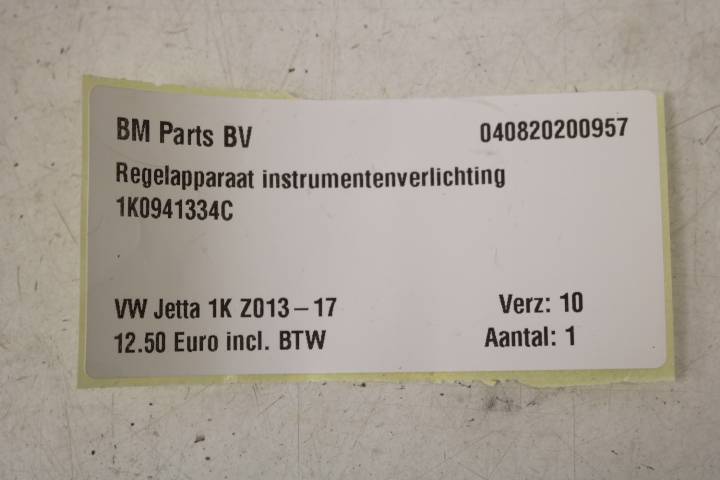 BM Parts BV 040820200957
Regelapparaat instrumentenverlichting
1K0941334C
VW Jetta 1K Z013 – 17 Verz: 10
12.50 Euro incl. BTW Aantal: 1